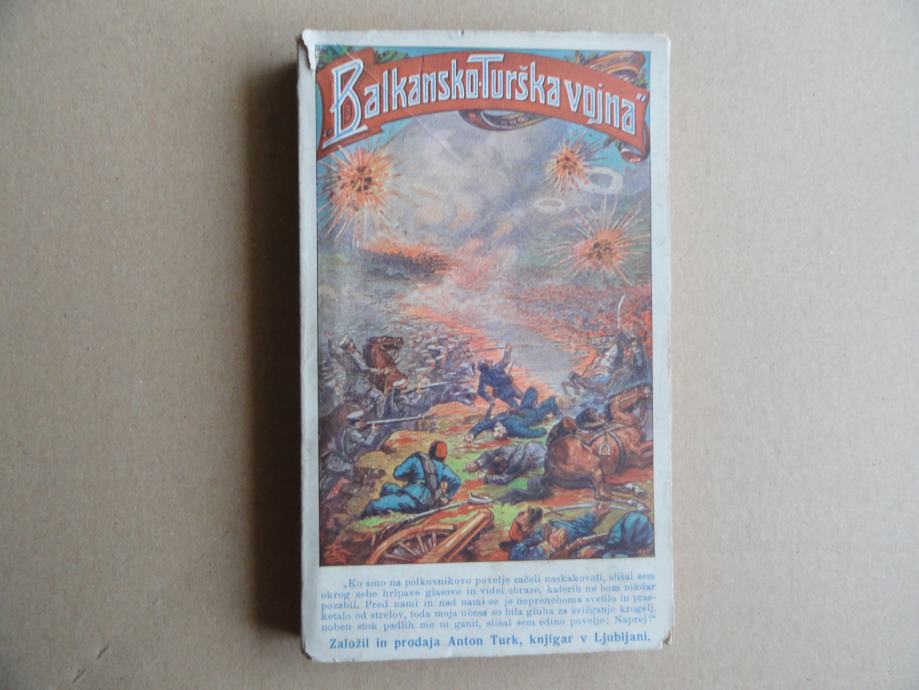 „Balkansko-Turška vojna“
„Ko smo na polkovnikovo povelje začeli naskakovati, slišal sem
okrog sebe hripave glasove in videl obraze, katerih ne bom nikdar
pozabil. Pred nami in nad nami se je neprenehoma svetilo in pras-
ketalo od strelov, toda moja učesa so bila gluha za žvižganje krogelj,
noben stok padlih me ni ganil, slišal sem edino povelje: Naprej!“
Založil in prodaja Anton Turk, knjigar v Ljubljani.